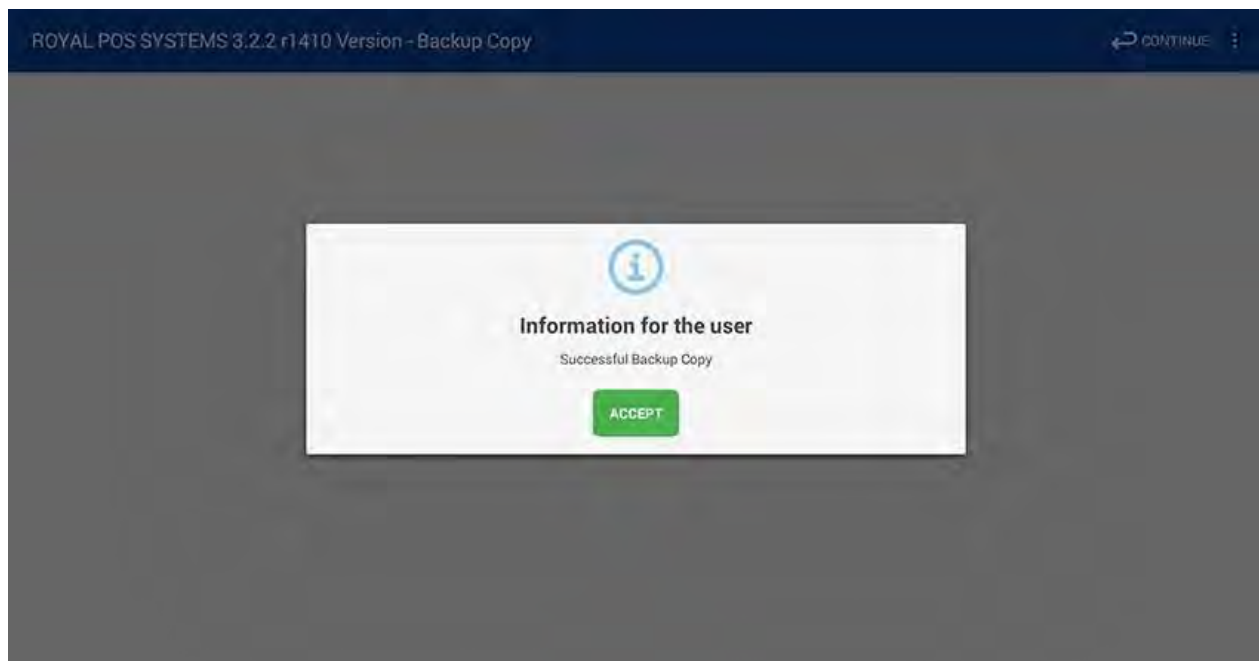 ROYAL POS SYSTEMS 3.2.2 r1410 Version - Backup Copy
CONTINUE
Information for the user
Successful Backup Copy
ACCEPT